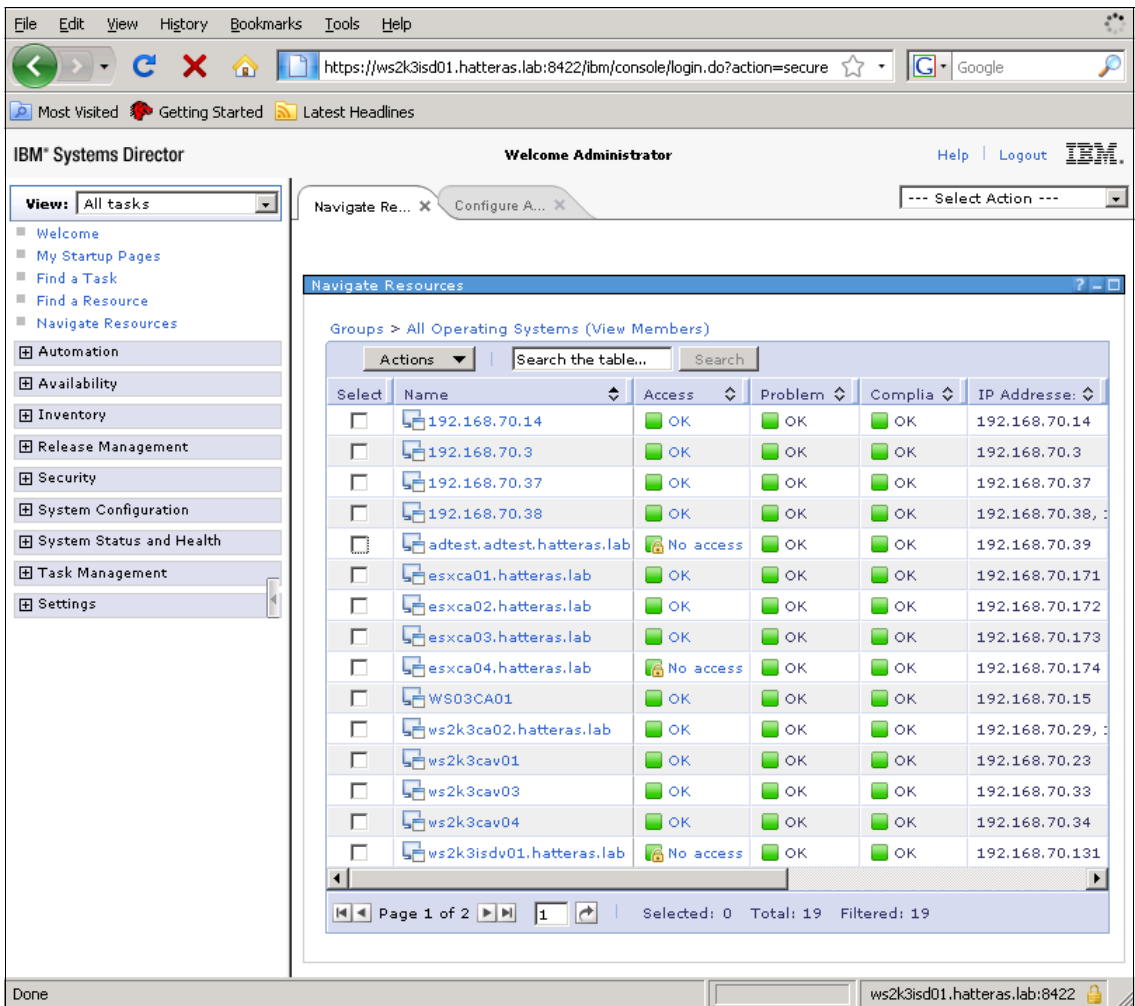 File Edit View History Bookmarks Tools Help
https://ws2k3isd01.hatteras.lab:8422/ibm/console/login.do?action=secure G Google
Most Visited Getting Started Latest Headlines
IBM® Systems Director Welcome Administrator Help Logout IBM.
View: All tasks
Navigate Re... Configure A... --- Select Action ---
Welcome
My Startup Pages
Find a Task
Find a Resource
Navigate Resources
Automation
Availability
Inventory
Release Management
Security
System Configuration
System Status and Health
Task Management
Settings
Navigate Resources ?
Groups > All Operating Systems (View Members)
Actions Search the table... Search
Select Name Access Problem Complia IP Addresse:
192.168.70.14 OK OK OK 192.168.70.14
192.168.70.3 OK OK OK 192.168.70.3
192.168.70.37 OK OK OK 192.168.70.37
192.168.70.38 OK OK OK 192.168.70.38,
adtest.adtest.hatteras.lab No access OK OK 192.168.70.39
esxca01.hatteras.lab OK OK OK 192.168.70.171
esxca02.hatteras.lab OK OK OK 192.168.70.172
esxca03.hatteras.lab OK OK OK 192.168.70.173
esxca04.hatteras.lab No access OK OK 192.168.70.174
WS03CA01 OK OK OK 192.168.70.15
ws2k3ca02.hatteras.lab OK OK OK 192.168.70.29,
ws2k3cav01 OK OK OK 192.168.70.23
ws2k3cav03 OK OK OK 192.168.70.33
ws2k3cav04 OK OK OK 192.168.70.34
ws2k3isdv01.hatteras.lab No access OK OK 192.168.70.131
Page 1 of 2 1 Selected: 0 Total: 19 Filtered: 19
Done ws2k3isd01.hatteras.lab:8422